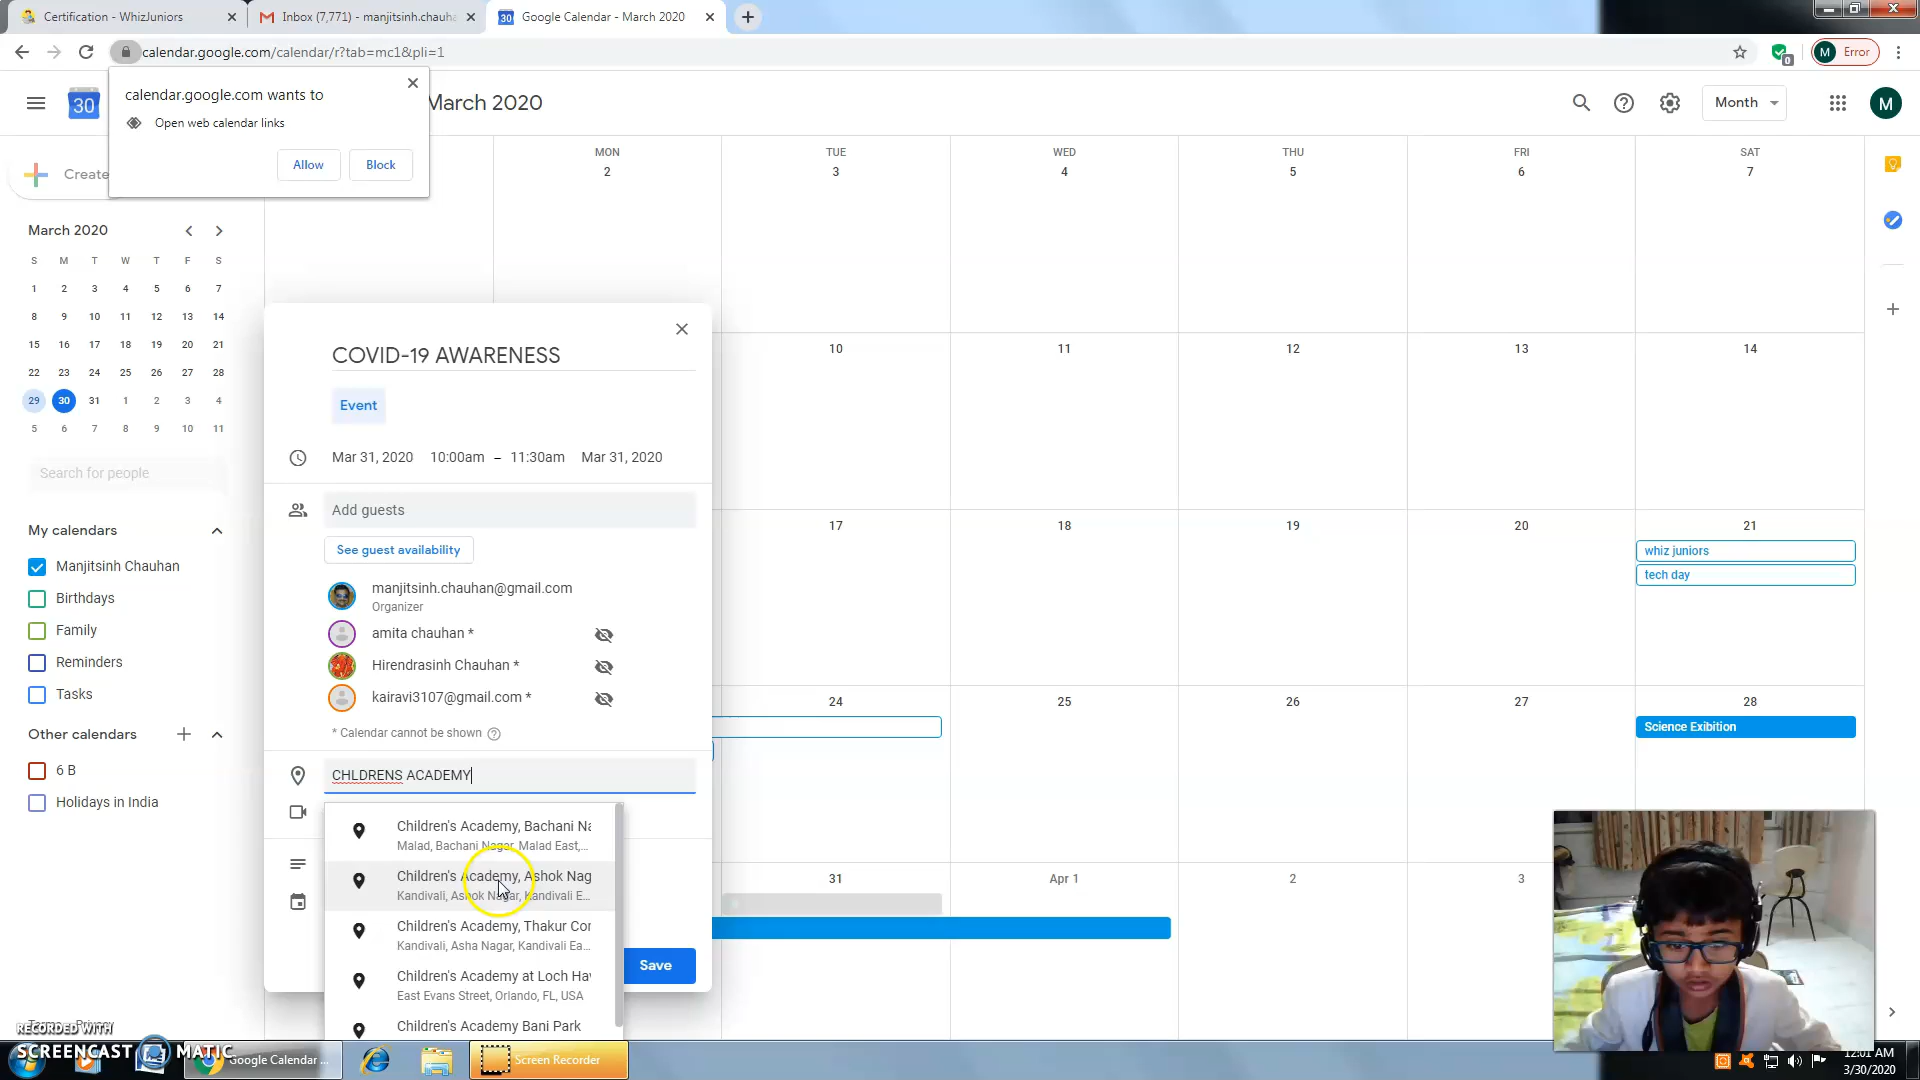 Certification - WhizJuniors
Inbox (7,771) - manjitsinh.chauha
Google Calendar - March 2020
calendar.google.com/calendar/r?tab=mc1&pli=1
0
M Error
calendar.google.com wants to
Open web calendar links
Allow
Block
30
March 2020
Month
M
Create
March 2020
S M T W T F S
1 2 3 4 5 6 7
8 9 10 11 12 13 14
15 16 17 18 19 20 21
22 23 24 25 26 27 28
29 30 31 1 2 3 4
5 6 7 8 9 10 11
Search for people
My calendars
Manjitsinh Chauhan
Birthdays
Family
Reminders
Tasks
Other calendars
6 B
Holidays in India
MON TUE WED THU FRI SAT
2 3 4 5 6 7
10 11 12 13 14
17 18 19 20 21
whiz juniors
tech day
24 25 26 27 28
Science Exibition
31 Apr 1 2 3
COVID-19 AWARENESS
Event
Mar 31, 2020 10:00am – 11:30am Mar 31, 2020
Add guests
See guest availability
manjitsinh.chauhan@gmail.com
Organizer
amita chauhan *
Hirendrasinh Chauhan *
kairavi3107@gmail.com *
* Calendar cannot be shown
CHLDRENS ACADEMY
Children's Academy, Bachani Na
Malad, Bachani Nagar, Malad East,...
Children's Academy, Ashok Nag
Kandivali, Ashok Nagar, Kandivali E...
Children's Academy, Thakur Con
Kandivali, Asha Nagar, Kandivali Ea...
Children's Academy at Loch Hav
East Evans Street, Orlando, FL, USA
Children's Academy Bani Park
Save
RECORDED WITH
SCREENCAST MATIC
Google Calendar ...
Screen Recorder
12:01 AM
3/30/2020